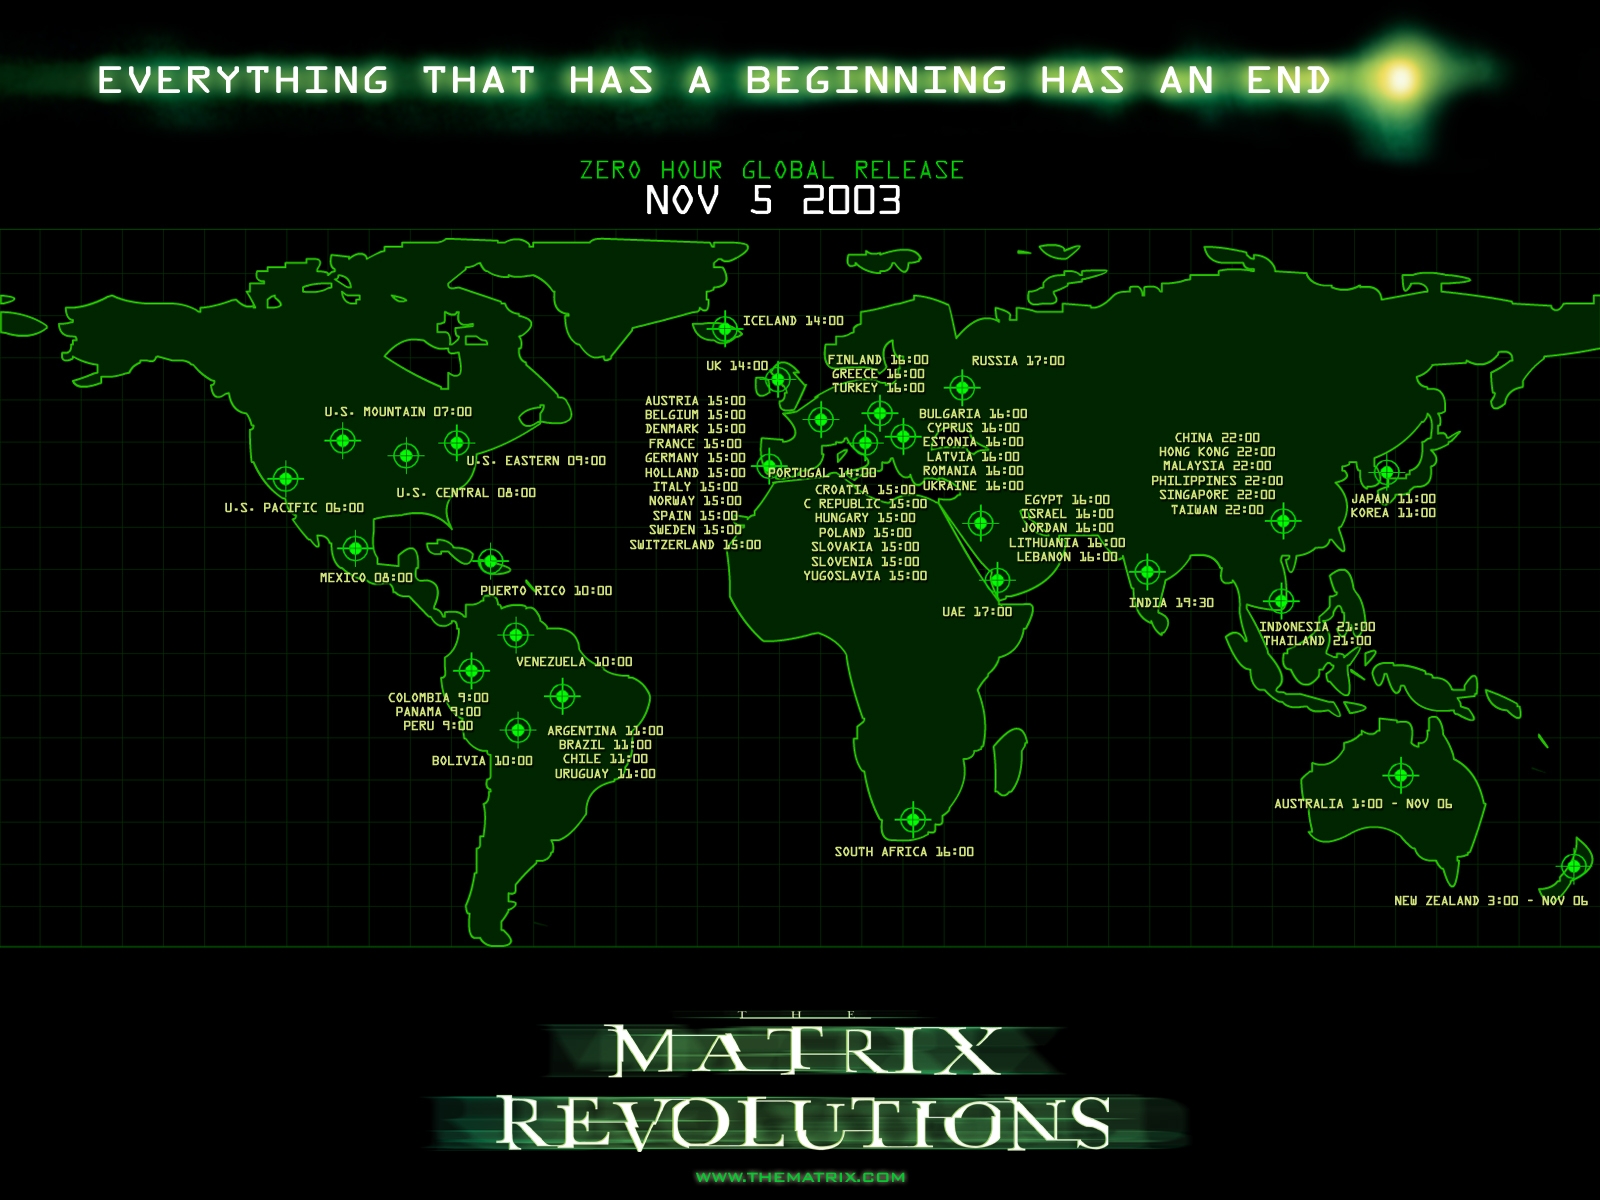 EVERYTHING THAT HAS A BEGINNING HAS AN END
ZERO HOUR GLOBAL RELEASE
NOV 5 2003
ICELAND 14:00
UK 14:00
FINLAND 16:00
GREECE 16:00
TURKEY 16:00
RUSSIA 17:00
AUSTRIA 15:00
BELGIUM 15:00
DENMARK 15:00
FRANCE 15:00
GERMANY 15:00
HOLLAND 15:00
ITALY 15:00
NORWAY 15:00
SPAIN 15:00
SWEDEN 15:00
SWITZERLAND 15:00
U.S. MOUNTAIN 07:00
U.S. EASTERN 09:00
U.S. CENTRAL 08:00
U.S. PACIFIC 06:00
MEXICO 08:00
PUERTO RICO 10:00
BULGARIA 16:00
CYPRUS 16:00
ESTONIA 16:00
LATVIA 16:00
ROMANIA 16:00
UKRAINE 16:00
PORTUGAL 14:00
CROATIA 15:00
C REPUBLIC 15:00
HUNGARY 15:00
POLAND 15:00
SLOVAKIA 15:00
SLOVENIA 15:00
YUGOSLAVIA 15:00
EGYPT 16:00
ISRAEL 16:00
JORDAN 16:00
LITHUANIA 16:00
LEBANON 16:00
UAE 17:00
CHINA 22:00
HONG KONG 22:00
MALAYSIA 22:00
PHILIPPINES 22:00
SINGAPORE 22:00
TAIWAN 22:00
JAPAN 11:00
KOREA 11:00
INDIA 19:30
INDONESIA 21:00
THAILAND 21:00
VENEZUELA 10:00
COLOMBIA 9:00
PANAMA 9:00
PERU 9:00
BOLIVIA 10:00
ARGENTINA 11:00
BRAZIL 11:00
CHILE 11:00
URUGUAY 11:00
SOUTH AFRICA 16:00
AUSTRALIA 1:00 - NOV 06
NEW ZEALAND 3:00 - NOV 06
THE
MATRIX
REVOLUTIONS
WWW.THEMATRIX.COM